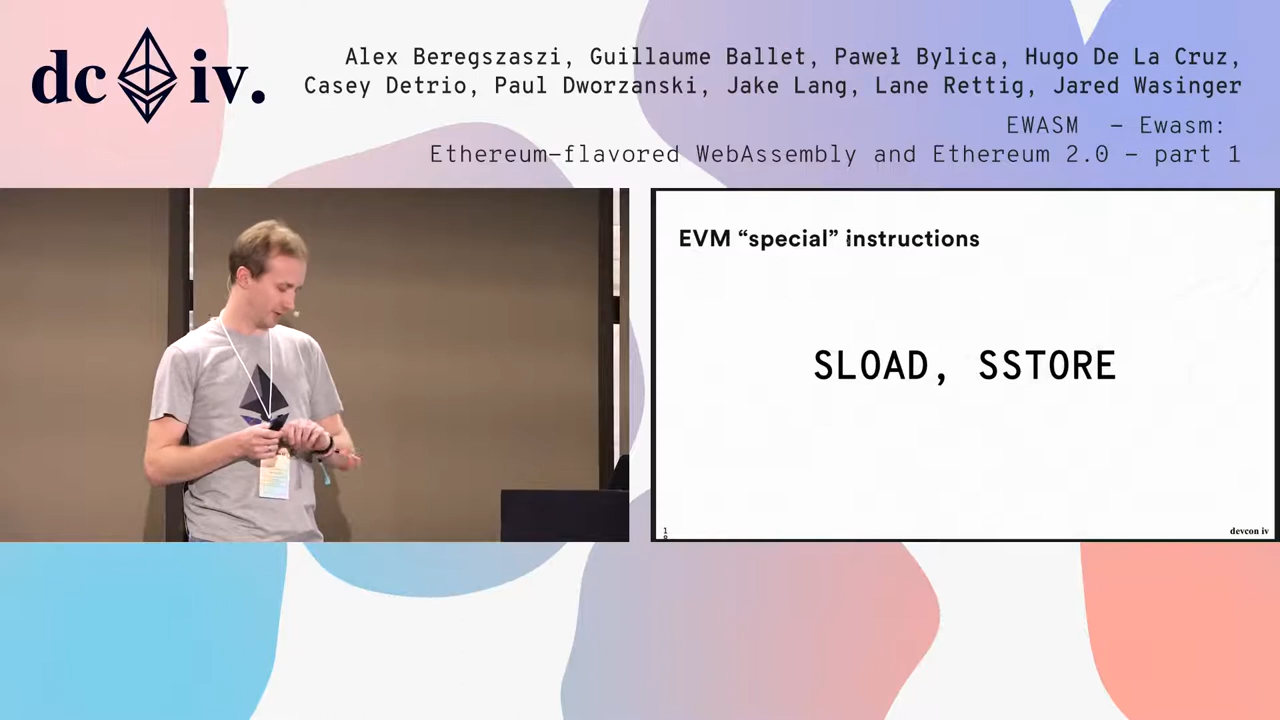 dc iv.
Alex Beregszaszi, Guillaume Ballet, Paweł Bylica, Hugo De La Cruz,
Casey Detrio, Paul Dworzanski, Jake Lang, Lane Rettig, Jared Wasinger
EWASM – Ewasm:
Ethereum-flavored WebAssembly and Ethereum 2.0 – part 1
EVM “special” instructions
SLOAD, SSTORE
devcon iv